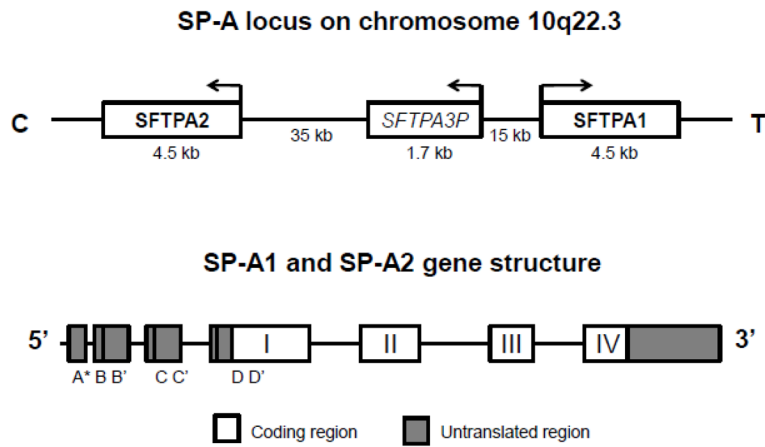 SP-A locus on chromosome 10q22.3
C SFTPA2 SFTPA3P SFTPA1 T
35 kb 15 kb
4.5 kb 1.7 kb 4.5 kb
SP-A1 and SP-A2 gene structure
5’ I II III IV 3’
A* B B’ C C’ D D’
Coding region Untranslated region